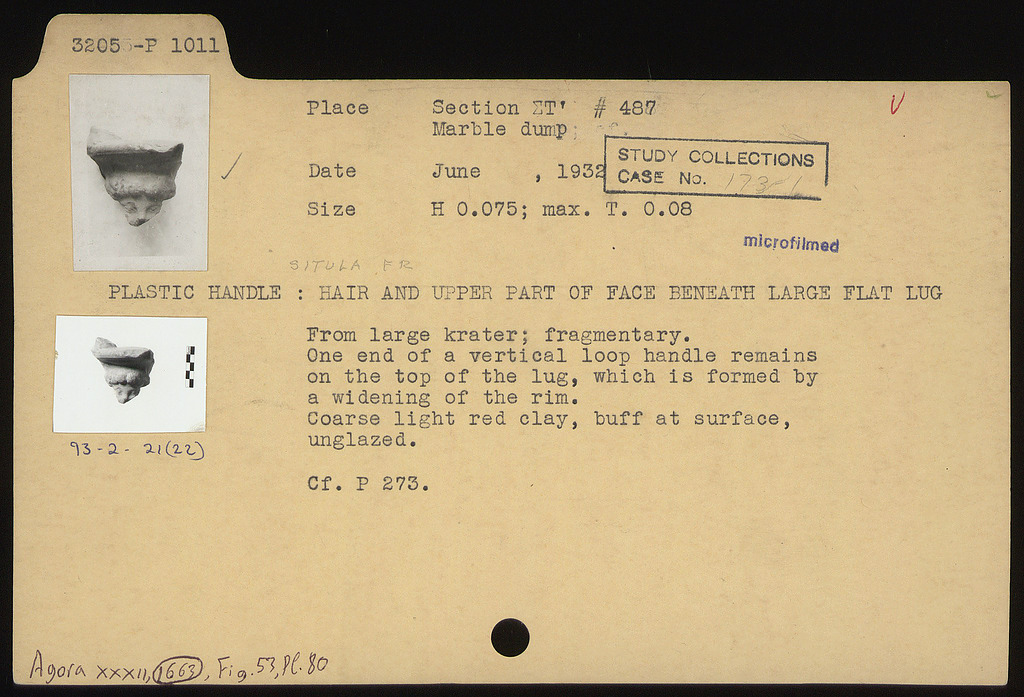 3205 -P 1011
Place Section ΣΤ' # 487
Marble dump
Date June , 1932
STUDY COLLECTIONS
CASE No.
Size H 0.075; max. T. 0.08
microfilmed
SITULA FR
PLASTIC HANDLE : HAIR AND UPPER PART OF FACE BENEATH LARGE FLAT LUG
From large krater; fragmentary.
One end of a vertical loop handle remains
on the top of the lug, which is formed by
a widening of the rim.
Coarse light red clay, buff at surface,
unglazed.
93-2- 21(22)
Cf. P 273.
Agora XXXII, 1663, Fig. 53, Pl. 80